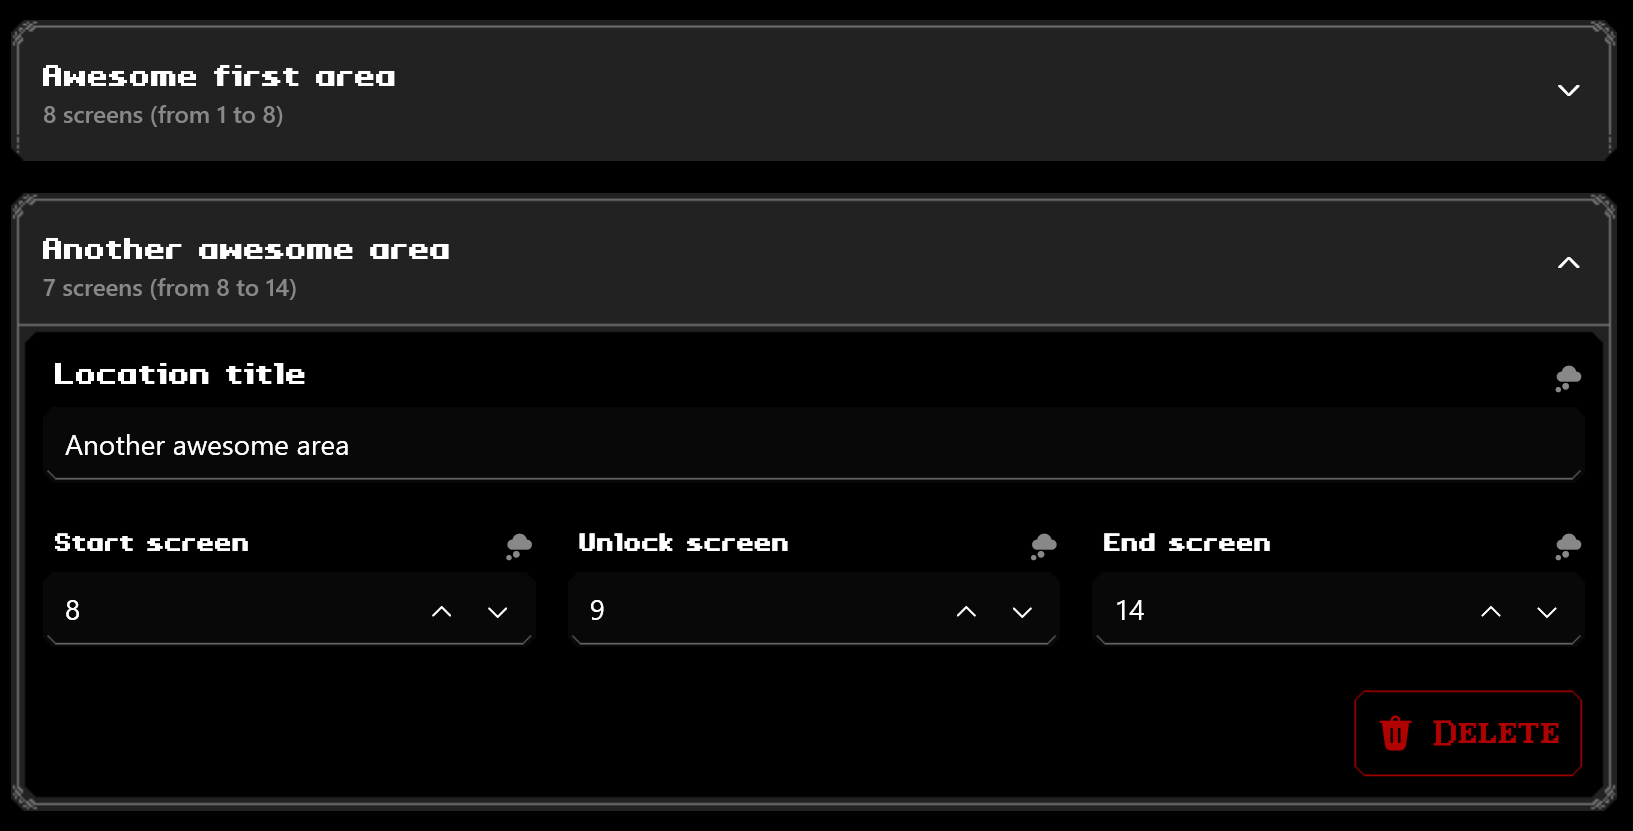 Awesome first area
8 screens (from 1 to 8)
Another awesome area
7 screens (from 8 to 14)
Location title
Another awesome area
Start screen
Unlock screen
End screen
8
9
14
Delete